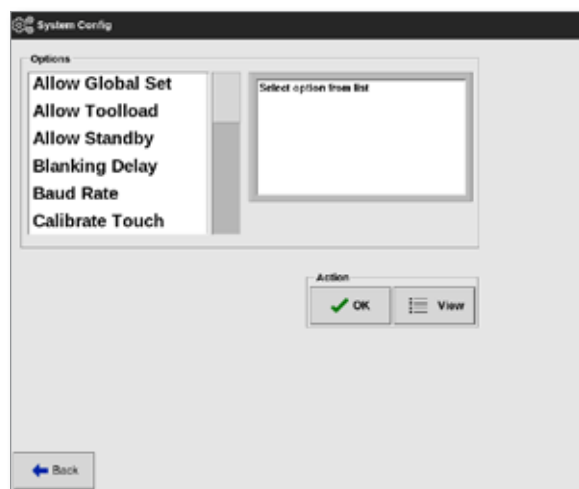 System Config
Options
Allow Global Set
Allow Toolload
Allow Standby
Blanking Delay
Baud Rate
Calibrate Touch
Select option from list
Action
OK
View
Back